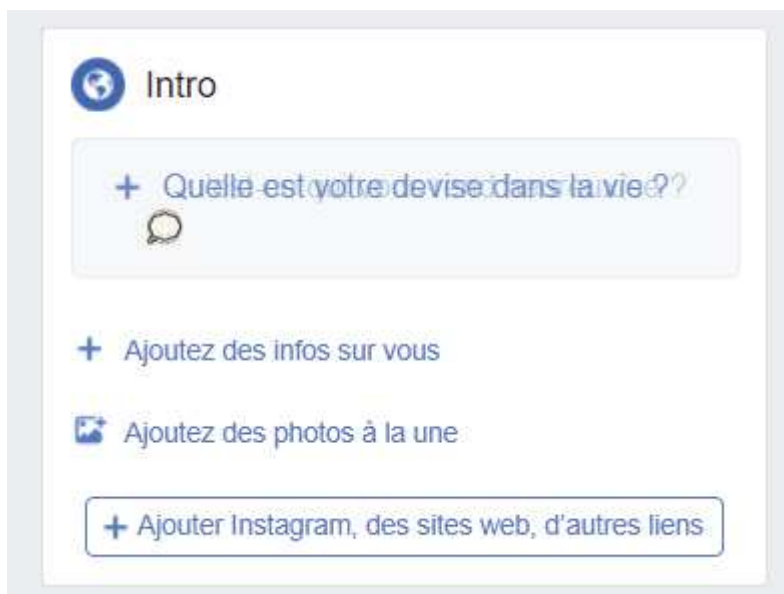 Intro
+ Quelle est votre devise dans la vie ?
+ Ajoutez des infos sur vous
Ajoutez des photos à la une
+ Ajouter Instagram, des sites web, d'autres liens